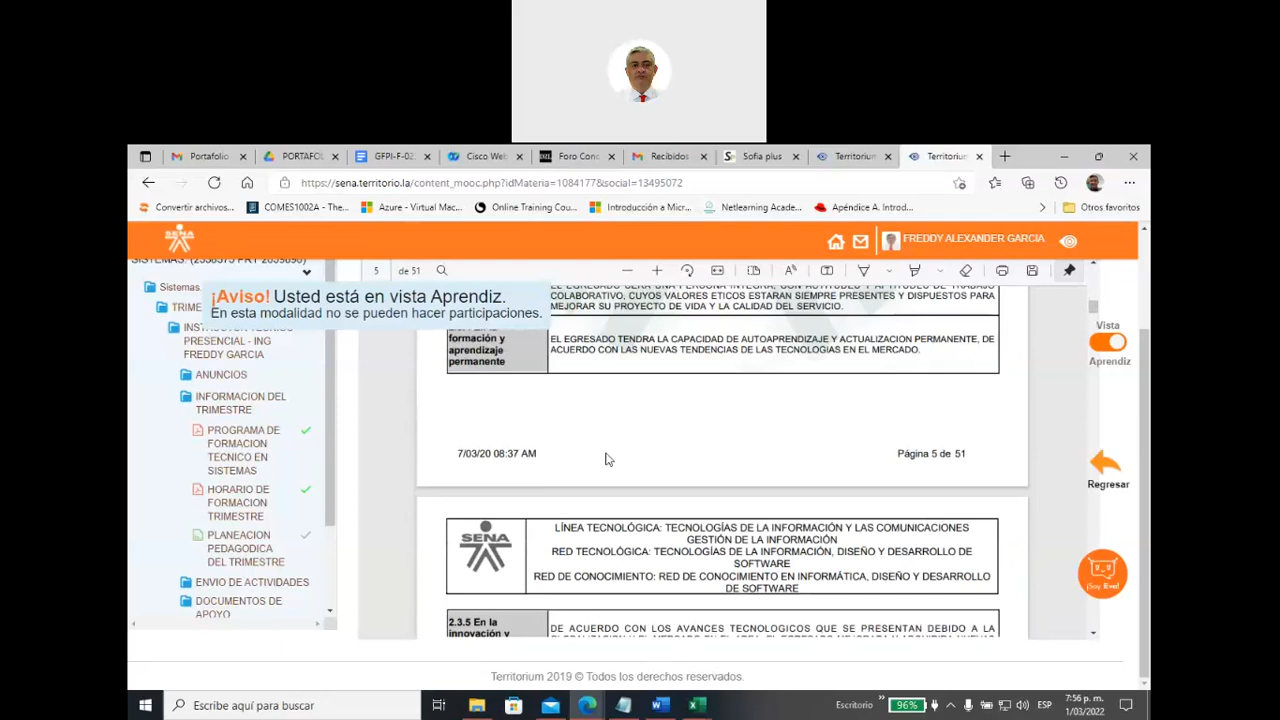 Portafolio
PORTAFOL
GFPI-F-02
Cisco Web
Foro Conc
Recibidos
Sofia plus
Territorium
Territorium
https://sena.territorio.la/content_mooc.php?idMateria=1084177&social=13495072
Convertir archivos...
COMES1002A - The...
Azure - Virtual Mac...
Online Training Cou...
Introducción a Micr...
Netlearning Acade...
Apéndice A. Introd...
Otros favoritos
FREDDY ALEXANDER GARCIA
5 de 51
Sistemas
¡Aviso! Usted está en vista Aprendiz.
En esta modalidad no se pueden hacer participaciones.
TRIME
PRESENCIAL - ING
FREDDY GARCIA
ANUNCIOS
INFORMACION DEL
TRIMESTRE
PROGRAMA DE
FORMACION
TECNICO EN
SISTEMAS
HORARIO DE
FORMACION
TRIMESTRE
PLANEACION
PEDAGOGICA
DEL TRIMESTRE
ENVIO DE ACTIVIDADES
DOCUMENTOS DE
APOYO
COLABORATIVO, CUYOS VALORES ETICOS ESTARAN SIEMPRE PRESENTES Y DISPUESTOS PARA
MEJORAR SU PROYECTO DE VIDA Y LA CALIDAD DEL SERVICIO.
formación y
aprendizaje
permanente
EL EGRESADO TENDRA LA CAPACIDAD DE AUTOAPRENDIZAJE Y ACTUALIZACION PERMANENTE, DE
ACUERDO CON LAS NUEVAS TENDENCIAS DE LAS TECNOLOGIAS EN EL MERCADO.
7/03/20 08:37 AM
Página 5 de 51
SENA
LÍNEA TECNOLÓGICA: TECNOLOGÍAS DE LA INFORMACIÓN Y LAS COMUNICACIONES
GESTIÓN DE LA INFORMACIÓN
RED TECNOLÓGICA: TECNOLOGÍAS DE LA INFORMACIÓN, DISEÑO Y DESARROLLO DE
SOFTWARE
RED DE CONOCIMIENTO: RED DE CONOCIMIENTO EN INFORMÁTICA, DISEÑO Y DESARROLLO
DE SOFTWARE
2.3.5 En la
innovación y
DE ACUERDO CON LOS AVANCES TECNOLOGICOS QUE SE PRESENTAN DEBIDO A LA
Vista
Aprendiz
Regresar
¡Soy Eva!
Territorium 2019 © Todos los derechos reservados.
Escribe aquí para buscar
Escritorio
96%
ESP
7:56 p. m.
1/03/2022